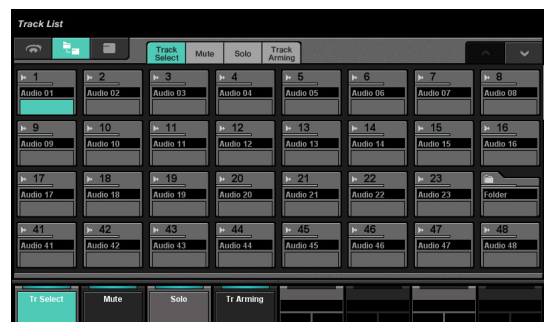 Track List
Track Select Mute Solo Track Arming
1 2 3 4 5 6 7 8
Audio 01 Audio 02 Audio 03 Audio 04 Audio 05 Audio 06 Audio 07 Audio 08
9 10 11 12 13 14 15 16
Audio 09 Audio 10 Audio 11 Audio 12 Audio 13 Audio 14 Audio 15 Audio 16
17 18 19 20 21 22 23
Audio 17 Audio 18 Audio 19 Audio 20 Audio 21 Audio 22 Audio 23 Folder
41 42 43 44 45 46 47 48
Audio 41 Audio 42 Audio 43 Audio 44 Audio 45 Audio 46 Audio 47 Audio 48
Tr Select Mute Solo Tr Arming